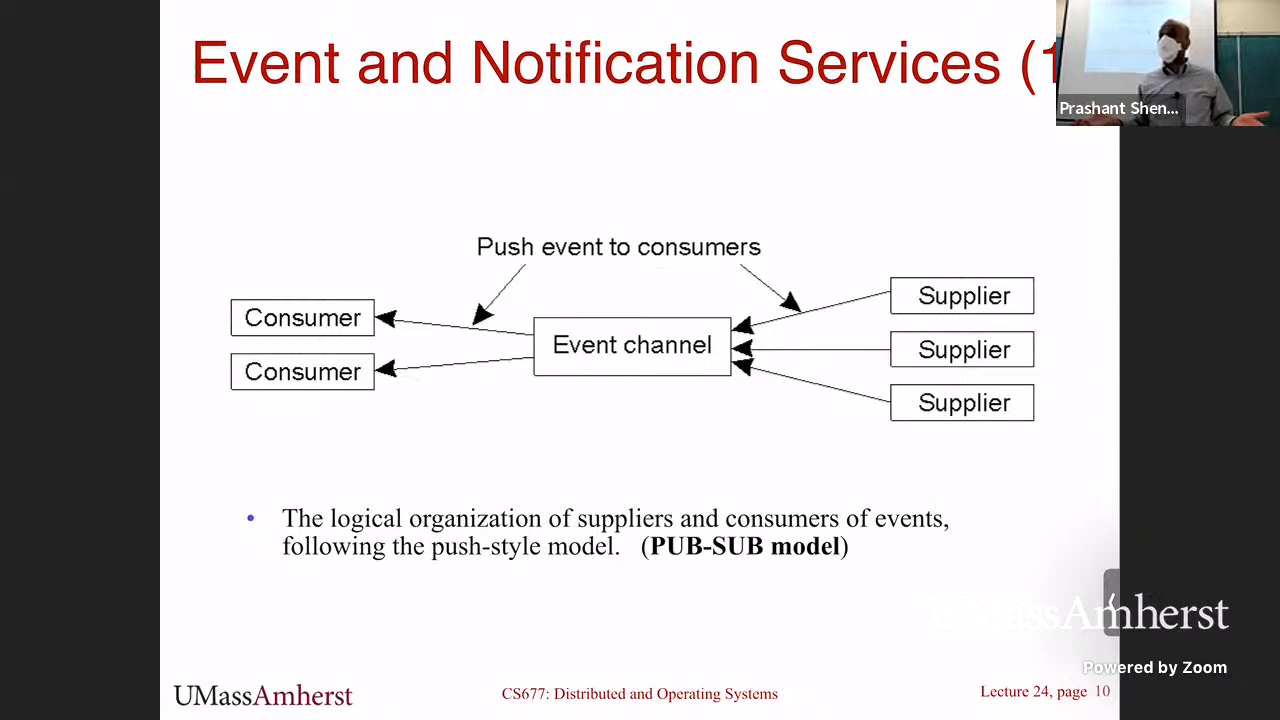 Event and Notification Services (1
Prashant Shen...
Push event to consumers
Consumer
Consumer
Event channel
Supplier
Supplier
Supplier
• The logical organization of suppliers and consumers of events,
following the push-style model. (PUB-SUB model)
UMassAmherst
Powered by Zoom
UMassAmherst
CS677: Distributed and Operating Systems
Lecture 24, page 10